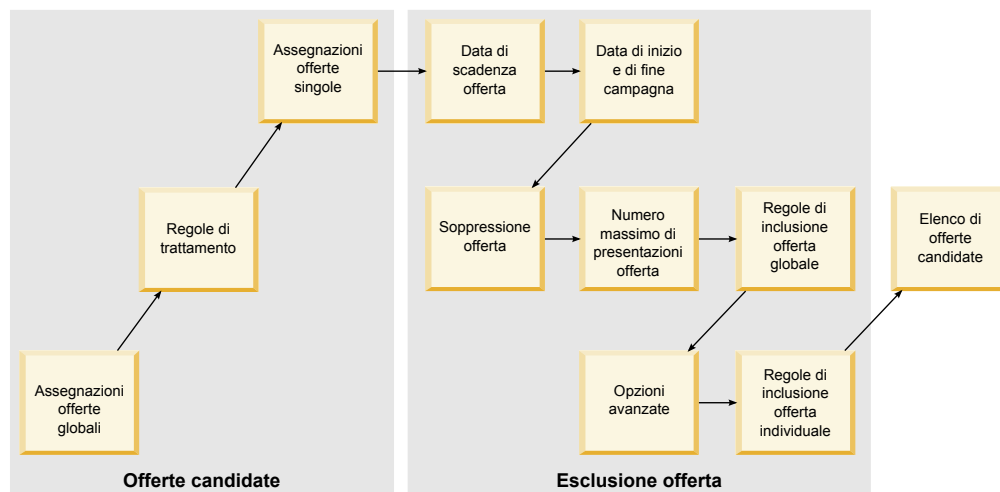 Assegnazioni
offerte
singole
Data di
scadenza
offerta
Data di inizio
e di fine
campagna
Regole di
trattamento
Soppressione
offerta
Numero
massimo di
presentazioni
offerta
Regole di
inclusione
offerta
globale
Elenco di
offerte
candidate
Assegnazioni
offerte
globali
Opzioni
avanzate
Regole di
inclusione
offerta
individuale
Offerte candidate
Esclusione offerta